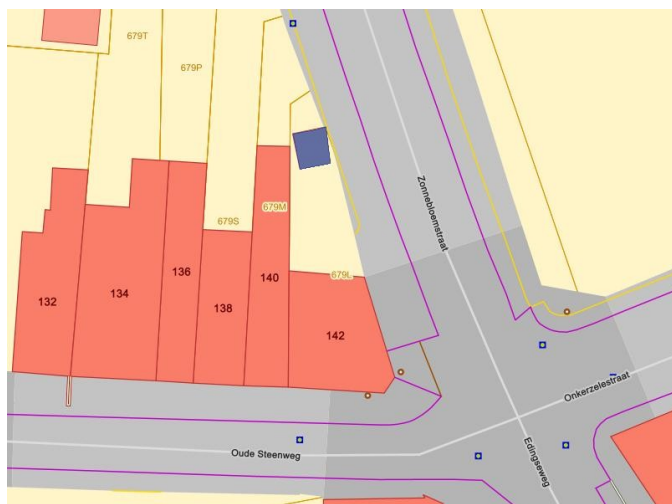 679T
679P
Zonnebloemstraat
679M
679S
679L
132
134
136
138
140
142
Onkerzelestraat
Oude Steenweg
Edingseweg